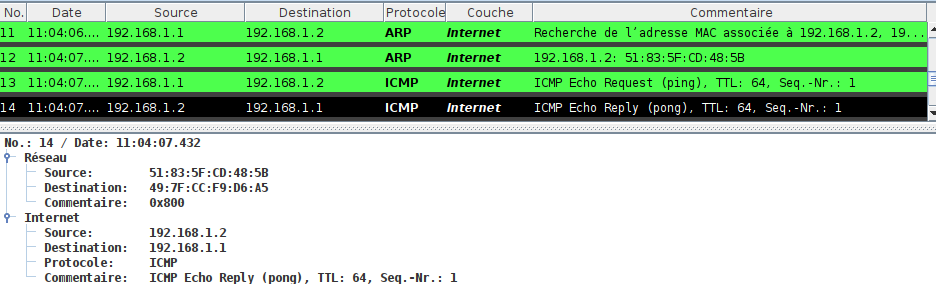 No. Date Source Destination Protocole Couche Commentaire
11 11:04:06.... 192.168.1.1 192.168.1.2 ARP Internet Recherche de l’adresse MAC associée à 192.168.1.2, 19...
12 11:04:07.... 192.168.1.2 192.168.1.1 ARP Internet 192.168.1.2: 51:83:5F:CD:48:5B
13 11:04:07.... 192.168.1.1 192.168.1.2 ICMP Internet ICMP Echo Request (ping), TTL: 64, Seq.-Nr.: 1
14 11:04:07.... 192.168.1.2 192.168.1.1 ICMP Internet ICMP Echo Reply (pong), TTL: 64, Seq.-Nr.: 1
No.: 14 / Date: 11:04:07.432
Réseau
Source: 51:83:5F:CD:48:5B
Destination: 49:7F:CC:F9:D6:A5
Commentaire: 0x800
Internet
Source: 192.168.1.2
Destination: 192.168.1.1
Protocole: ICMP
Commentaire: ICMP Echo Reply (pong), TTL: 64, Seq.-Nr.: 1